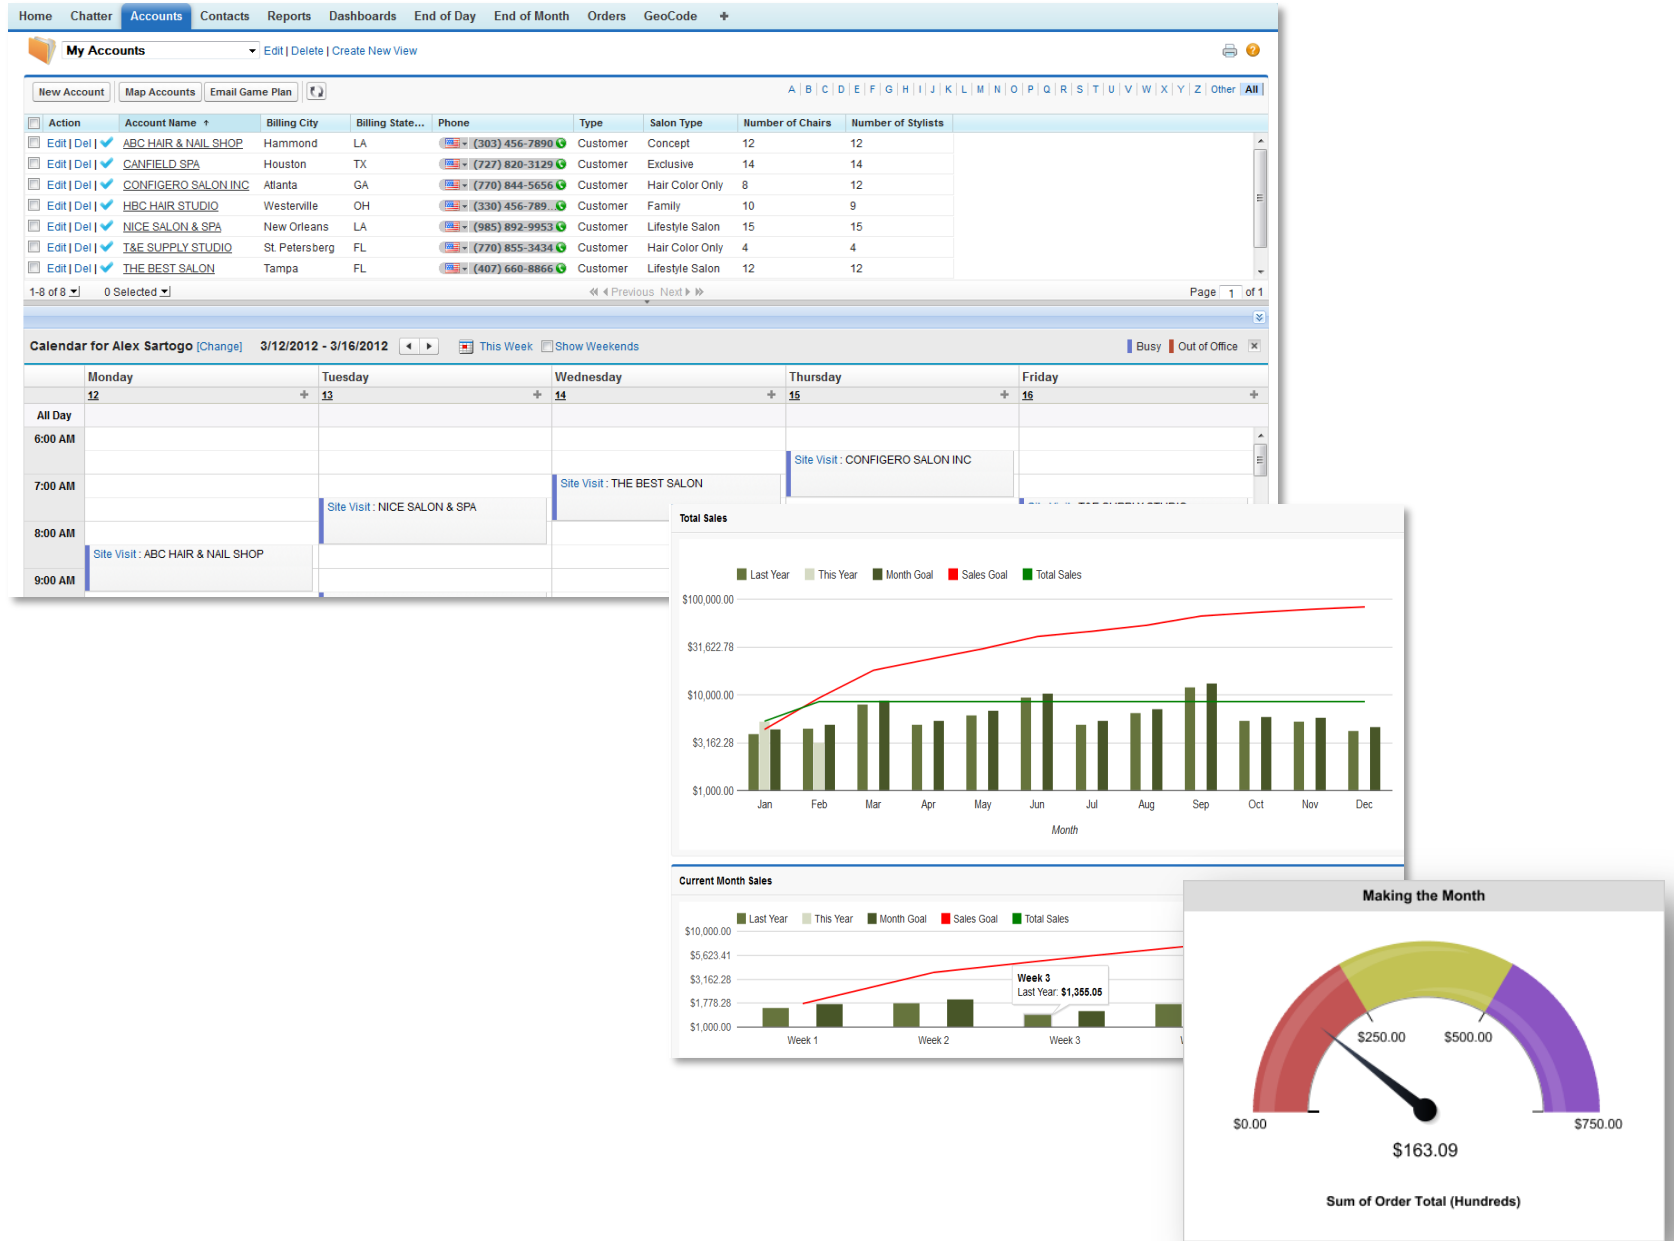 Home Chatter Accounts Contacts Reports Dashboards End of Day End of Month Orders GeoCode +
My Accounts Edit | Delete | Create New View
New Account Map Accounts Email Game Plan A | B | C | D | E | F | G | H | I | J | K | L | M | N | O | P | Q | R | S | T | U | V | W | X | Y | Z | Other All
Action Account Name ↑ Billing City Billing State... Phone Type Salon Type Number of Chairs Number of Stylists
Edit | Del | ABC HAIR & NAIL SHOP Hammond LA (303) 456-7890 Customer Concept 12 12
Edit | Del | CANFIELD SPA Houston TX (727) 820-3129 Customer Exclusive 14 14
Edit | Del | CONFIGERO SALON INC Atlanta GA (770) 844-5656 Customer Hair Color Only 8 12
Edit | Del | HBC HAIR STUDIO Westerville OH (330) 456-789... Customer Family 10 9
Edit | Del | NICE SALON & SPA New Orleans LA (985) 892-9953 Customer Lifestyle Salon 15 15
Edit | Del | T&E SUPPLY STUDIO St. Petersberg FL (770) 855-3434 Customer Hair Color Only 4 4
Edit | Del | THE BEST SALON Tampa FL (407) 660-8866 Customer Lifestyle Salon 12 12
1-8 of 8 0 Selected Previous Next Page 1 of 1
Calendar for Alex Sartogo [Change] 3/12/2012 - 3/16/2012 This Week Show Weekends Busy Out of Office
Monday Tuesday Wednesday Thursday Friday
12 + 13 + 14 + 15 + 16 +
All Day
6:00 AM
Site Visit : CONFIGERO SALON INC
7:00 AM
Site Visit : THE BEST SALON
Site Visit : NICE SALON & SPA
8:00 AM
Site Visit : ABC HAIR & NAIL SHOP
9:00 AM
Total Sales
Last Year This Year Month Goal Sales Goal Total Sales
$100,000.00
$31,622.78
$10,000.00
$3,162.28
$1,000.00
Jan Feb Mar Apr May Jun Jul Aug Sep Oct Nov Dec
Month
Current Month Sales
Last Year This Year Month Goal Sales Goal Total Sales
$10,000.00
$5,623.41
$3,162.28
$1,778.28
$1,000.00
Week 3
Last Year: $1,355.05
Week 1 Week 2 Week 3
Making the Month
$250.00 $500.00
$0.00 $750.00
$163.09
Sum of Order Total (Hundreds)